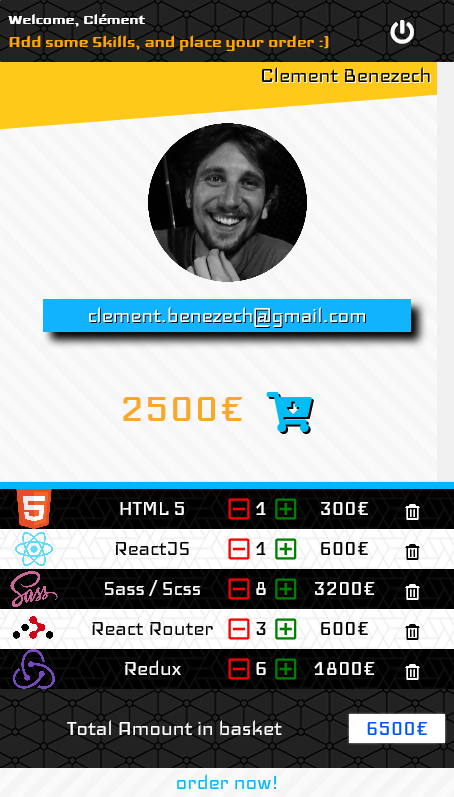 Welcome, Clément
Add some Skills, and place your order :)
Clement Benezech
clement.benezech@gmail.com
2500€
5 HTML 5 1 300€
ReactJS 1 600€
Sass Sass / Scss 8 3200€
React Router 3 600€
Redux 6 1800€
Total Amount in basket 6500€
order now!